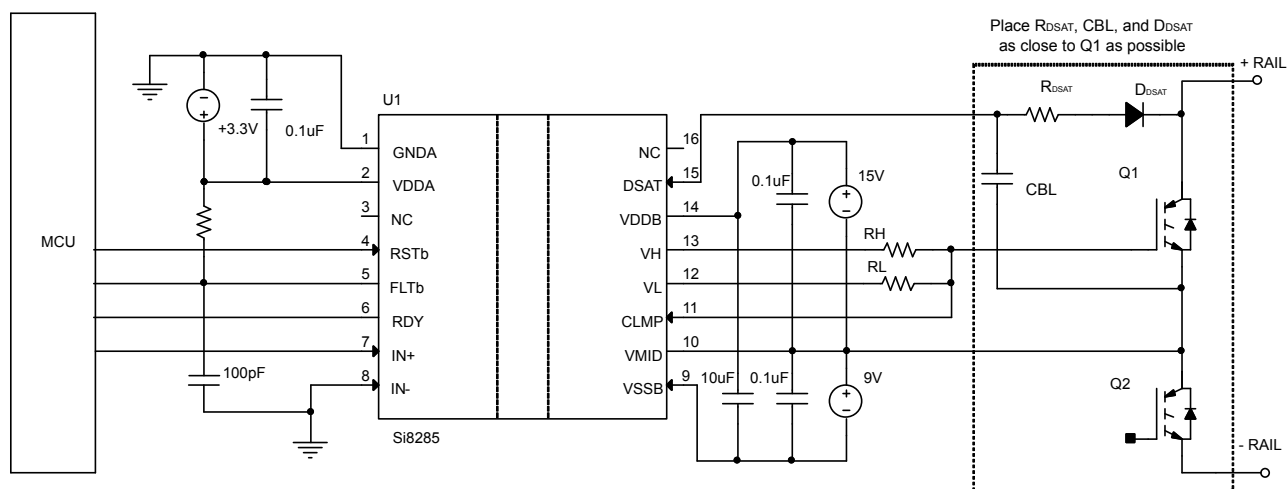 Place RDSAT, CBL, and DDSAT
as close to Q1 as possible
+ RAIL
RDSAT
DDSAT
U1
+3.3V
0.1uF
1
GNDA
2
VDDA
3
NC
MCU
4
RSTb
5
FLTb
6
RDY
7
IN+
8
IN-
100pF
Si8285
16
NC
15
DSAT
14
VDDB
13
VH
12
VL
11
CLMP
10
VMID
9
VSSB
0.1uF
15V
RH
RL
10uF
0.1uF
9V
CBL
Q1
Q2
- RAIL